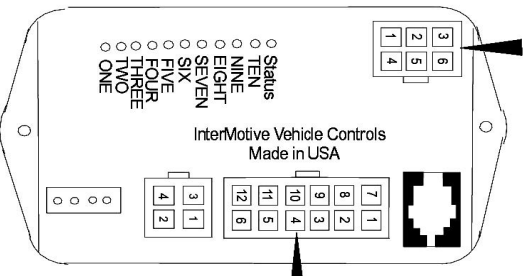 1 2 3
4 5 6
Status
TEN
NINE
EIGHT
SEVEN
SIX
FIVE
FOUR
THREE
TWO
ONE
InterMotive Vehicle Controls
Made in USA
4 3
2 1
12 11 10 9 8 7
6 5 4 3 2 1